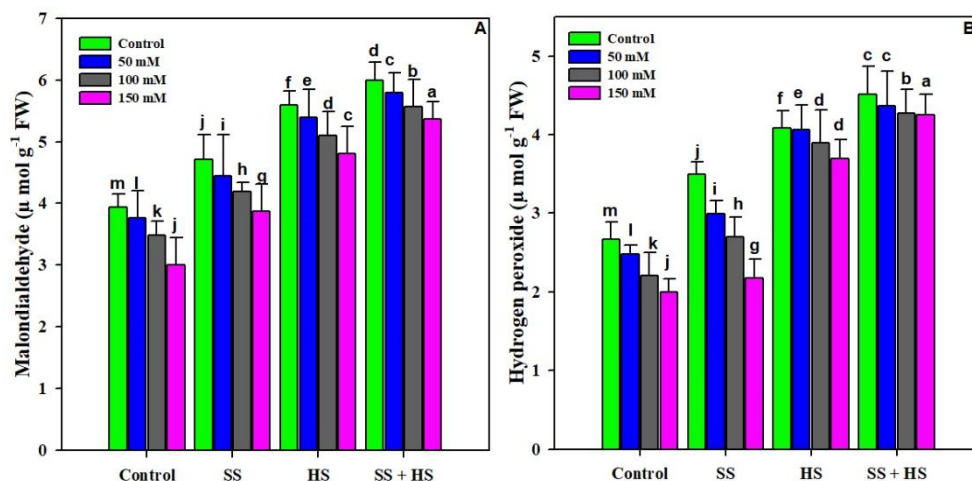 A
Malondialdehyde (μ mol g⁻¹ FW)
7
6
5
4
3
2
1
0
Control
50 mM
100 mM
150 mM
m
l
k
j
j
i
h
g
f
e
d
c
d
c
b
a
Control
SS
HS
SS + HS
B
Hydrogen peroxide (μ mol g⁻¹ FW)
5
4
3
2
1
0
Control
50 mM
100 mM
150 mM
m
l
k
j
j
i
h
g
f
e
d
d
c
c
b
a
Control
SS
HS
SS + HS